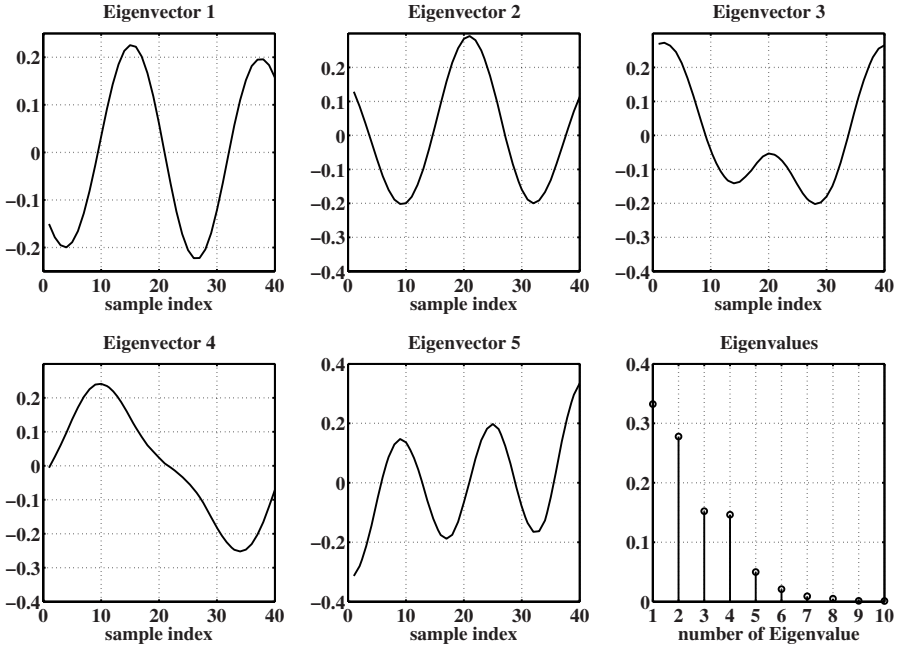 Eigenvector 1
0.2
0.1
0
−0.1
−0.2
0 10 20 30 40
sample index
Eigenvector 2
0.2
0.1
0
−0.1
−0.2
−0.3
−0.4
0 10 20 30 40
sample index
Eigenvector 3
0.2
0.1
0
−0.1
−0.2
−0.3
−0.4
0 10 20 30 40
sample index
Eigenvector 4
0.2
0.1
0
−0.1
−0.2
−0.3
−0.4
0 10 20 30 40
sample index
Eigenvector 5
0.4
0.2
0
−0.2
−0.4
0 10 20 30 40
sample index
Eigenvalues
0.4
0.3
0.2
0.1
0
1 2 3 4 5 6 7 8 9 10
number of Eigenvalue